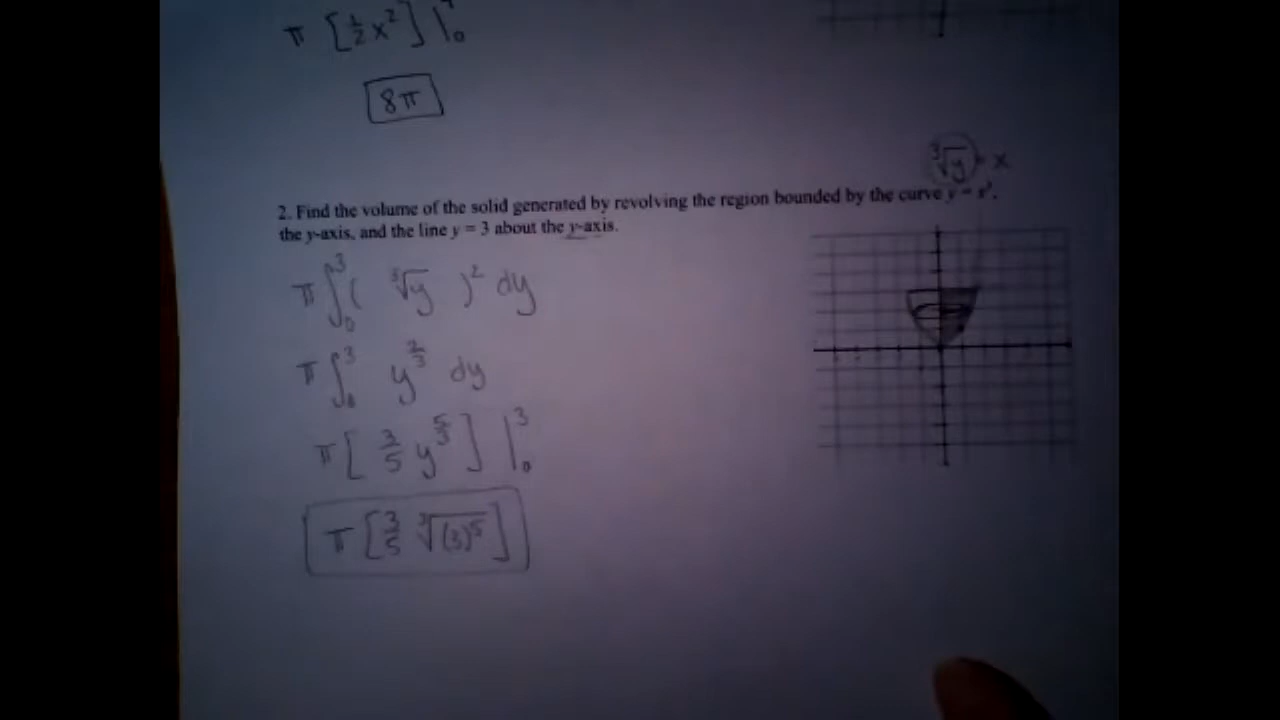 π [½x²] |₀⁴
8π
∛y = x
2. Find the volume of the solid generated by revolving the region bounded by the curve y = x³,
the y-axis, and the line y = 3 about the y-axis.
π ∫₀³ ( ∛y )² dy
π ∫₀³ y^(2/3) dy
π [ 3/5 y^(5/3) ] |₀³
π [ 3/5 ∛(3)⁵ ]